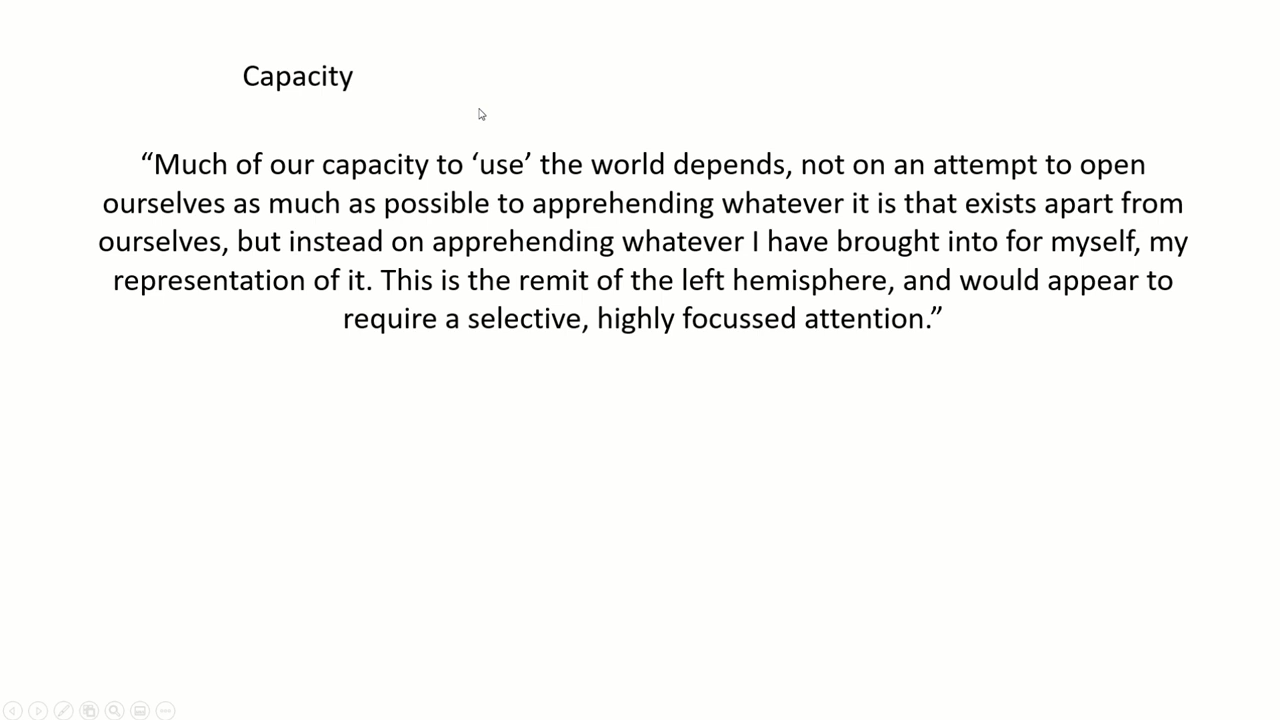 Capacity
“Much of our capacity to ‘use’ the world depends, not on an attempt to open
ourselves as much as possible to apprehending whatever it is that exists apart from
ourselves, but instead on apprehending whatever I have brought into for myself, my
representation of it. This is the remit of the left hemisphere, and would appear to
require a selective, highly focussed attention.”